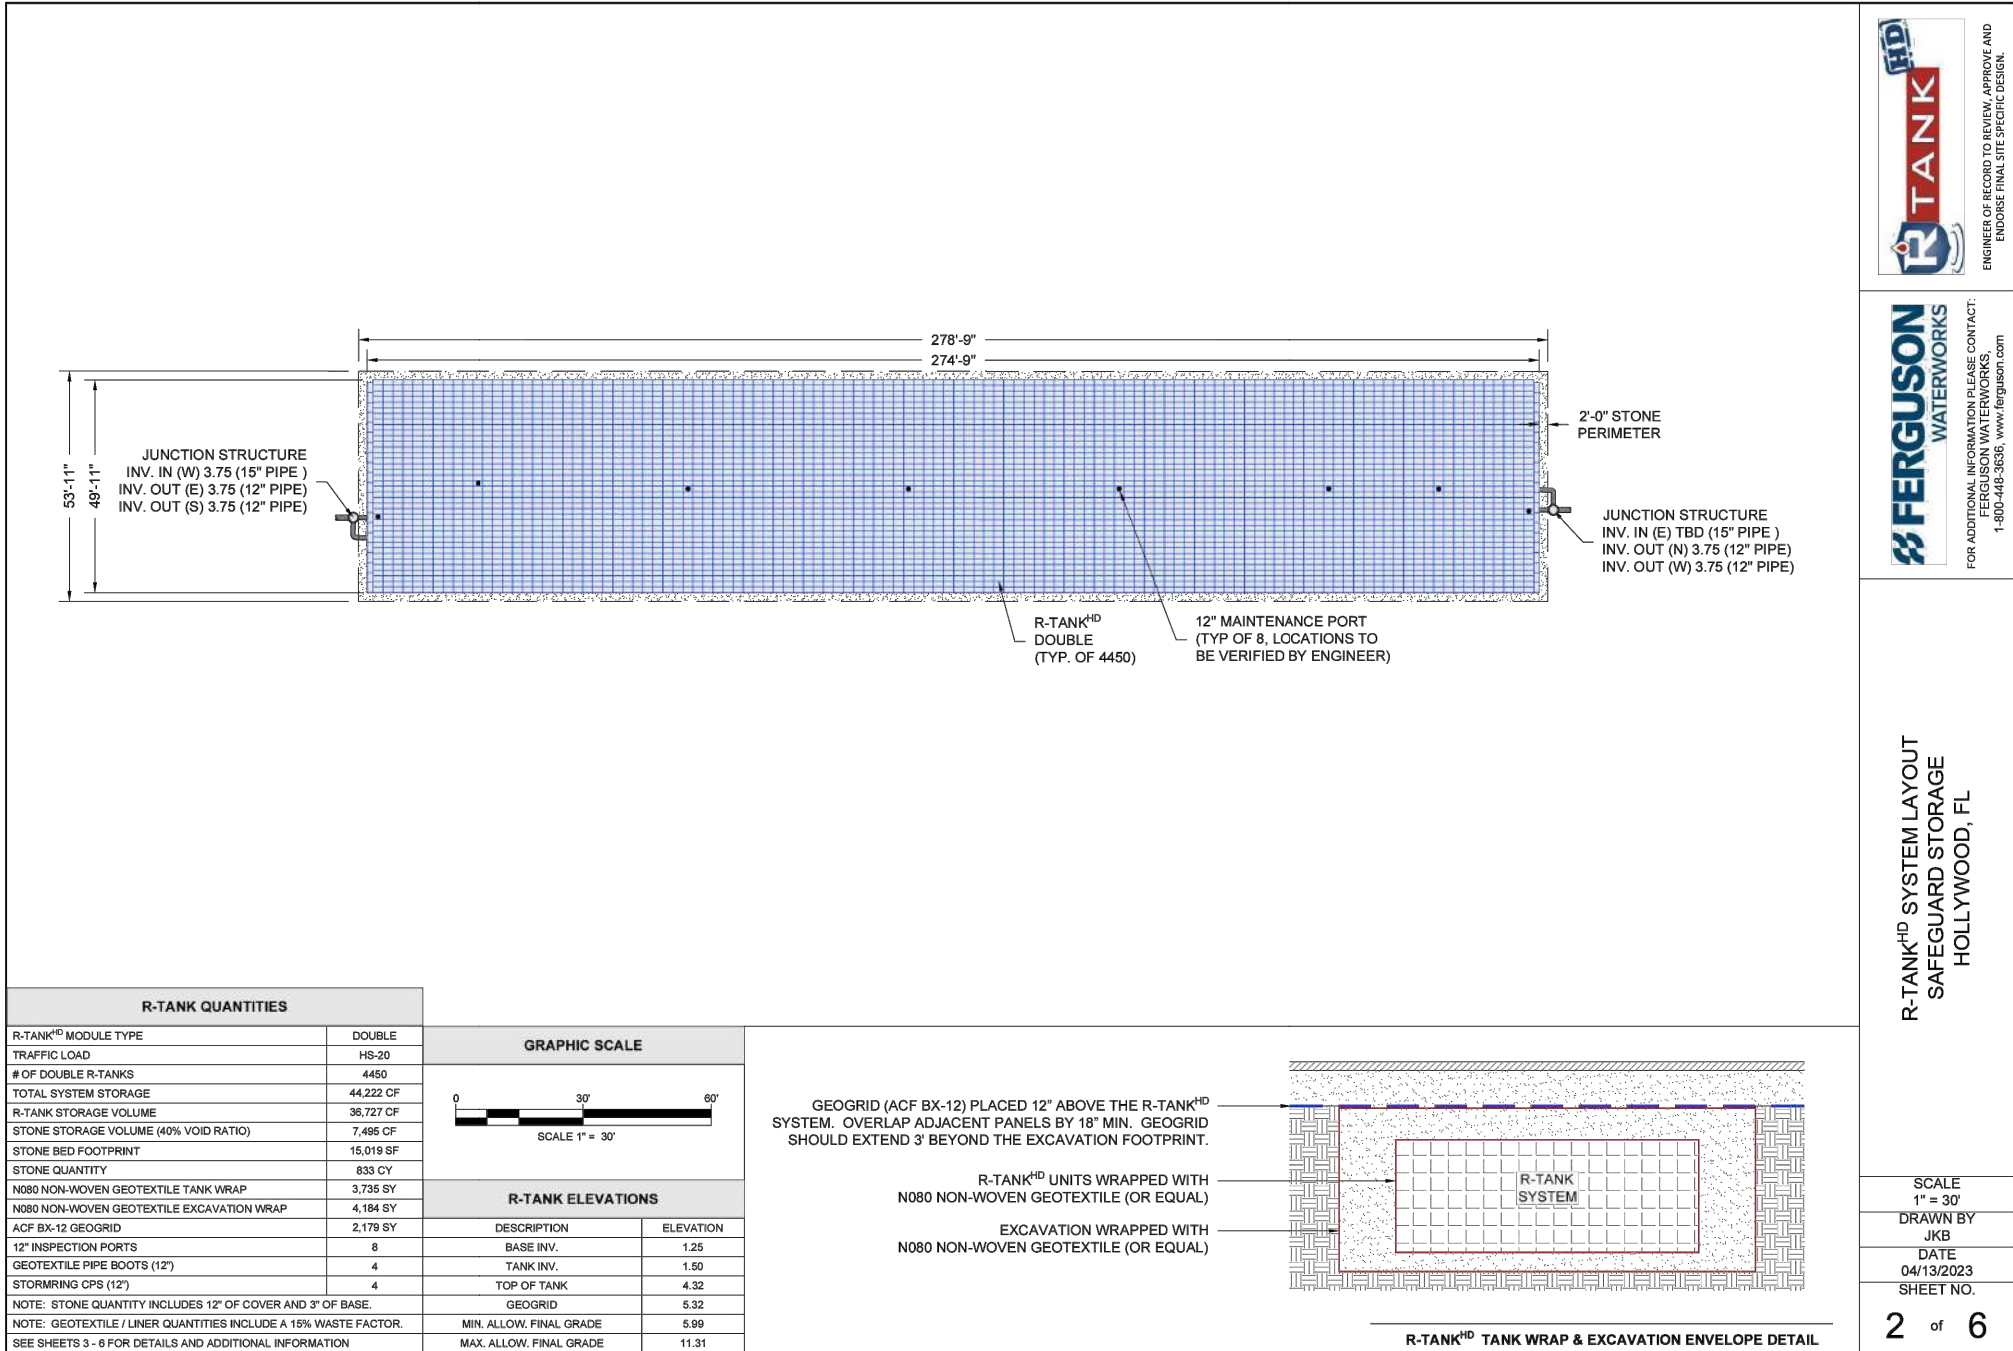 278'-9"
274'-9"
53'-11"
49'-11"
JUNCTION STRUCTURE
INV. IN (W) 3.75 (15" PIPE )
INV. OUT (E) 3.75 (12" PIPE)
INV. OUT (S) 3.75 (12" PIPE)
2'-0" STONE
PERIMETER
JUNCTION STRUCTURE
INV. IN (E) TBD (15" PIPE )
INV. OUT (N) 3.75 (12" PIPE)
INV. OUT (W) 3.75 (12" PIPE)
R-TANKHD
DOUBLE
(TYP. OF 4450)
12" MAINTENANCE PORT
(TYP OF 8, LOCATIONS TO
BE VERIFIED BY ENGINEER)
R-TANK QUANTITIES
R-TANKHD MODULE TYPE DOUBLE
TRAFFIC LOAD HS-20
# OF DOUBLE R-TANKS 4450
TOTAL SYSTEM STORAGE 44,222 CF
R-TANK STORAGE VOLUME 36,727 CF
STONE STORAGE VOLUME (40% VOID RATIO) 7,495 CF
STONE BED FOOTPRINT 15,019 SF
STONE QUANTITY 833 CY
N080 NON-WOVEN GEOTEXTILE TANK WRAP 3,735 SY
N080 NON-WOVEN GEOTEXTILE EXCAVATION WRAP 4,184 SY
ACF BX-12 GEOGRID 2,179 SY
12" INSPECTION PORTS 8
GEOTEXTILE PIPE BOOTS (12") 4
STORMRING CPS (12") 4
NOTE: STONE QUANTITY INCLUDES 12" OF COVER AND 3" OF BASE.
NOTE: GEOTEXTILE / LINER QUANTITIES INCLUDE A 15% WASTE FACTOR.
SEE SHEETS 3 - 6 FOR DETAILS AND ADDITIONAL INFORMATION
GRAPHIC SCALE
0 30' 60'
SCALE 1" = 30'
R-TANK ELEVATIONS
DESCRIPTION ELEVATION
BASE INV. 1.25
TANK INV. 1.50
TOP OF TANK 4.32
GEOGRID 5.32
MIN. ALLOW. FINAL GRADE 5.99
MAX. ALLOW. FINAL GRADE 11.31
GEOGRID (ACF BX-12) PLACED 12" ABOVE THE R-TANKHD
SYSTEM. OVERLAP ADJACENT PANELS BY 18" MIN. GEOGRID
SHOULD EXTEND 3' BEYOND THE EXCAVATION FOOTPRINT.
R-TANKHD UNITS WRAPPED WITH
N080 NON-WOVEN GEOTEXTILE (OR EQUAL)
EXCAVATION WRAPPED WITH
N080 NON-WOVEN GEOTEXTILE (OR EQUAL)
R-TANK
SYSTEM
R-TANKHD TANK WRAP & EXCAVATION ENVELOPE DETAIL
R TANK HD
ENGINEER OF RECORD TO REVIEW, APPROVE AND
ENDORSE FINAL SITE SPECIFIC DESIGN.
FERGUSON
WATERWORKS
FOR ADDITIONAL INFORMATION PLEASE CONTACT:
FERGUSON WATERWORKS,
1-800-448-3636, www.ferguson.com
R-TANKHD SYSTEM LAYOUT
SAFEGUARD STORAGE
HOLLYWOOD, FL
SCALE
1" = 30'
DRAWN BY
JKB
DATE
04/13/2023
SHEET NO.
2 of 6